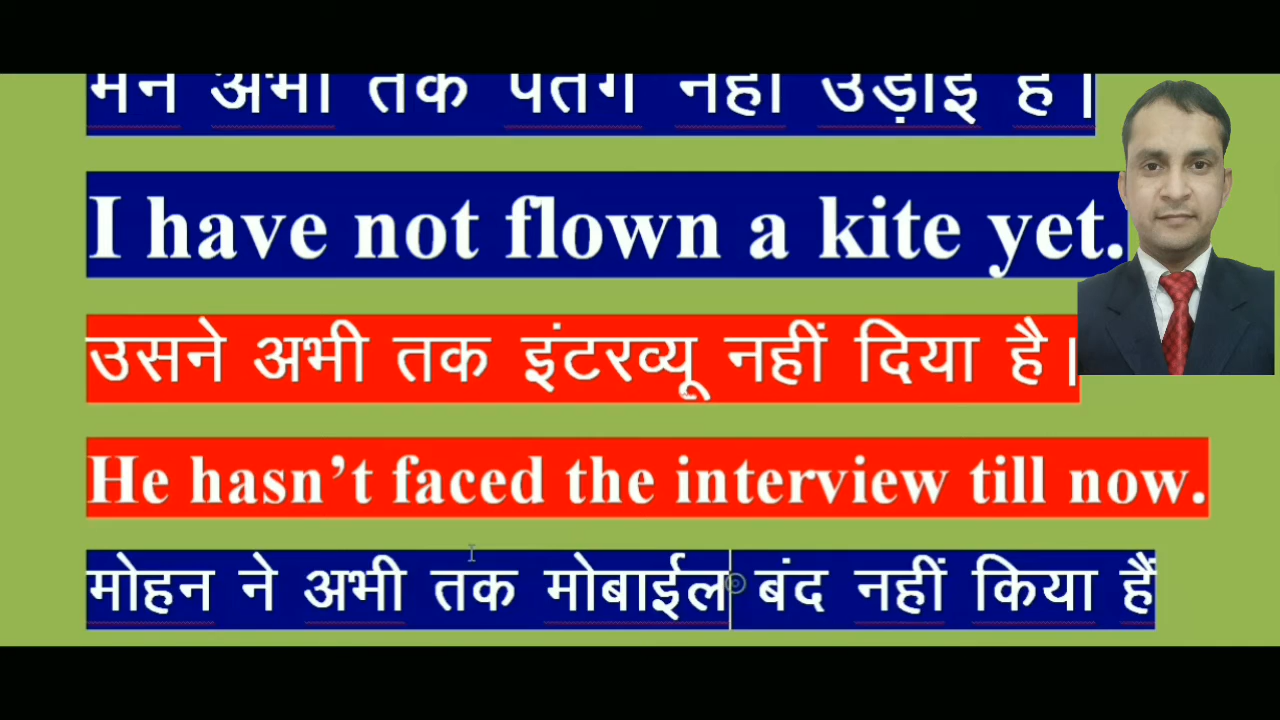 मैंने अभी तक पतंग नहीं उड़ाई है।
I have not flown a kite yet.
उसने अभी तक इंटरव्यू नहीं दिया है।
He hasn’t faced the interview till now.
मोहन ने अभी तक मोबाईल बंद नहीं किया हैं